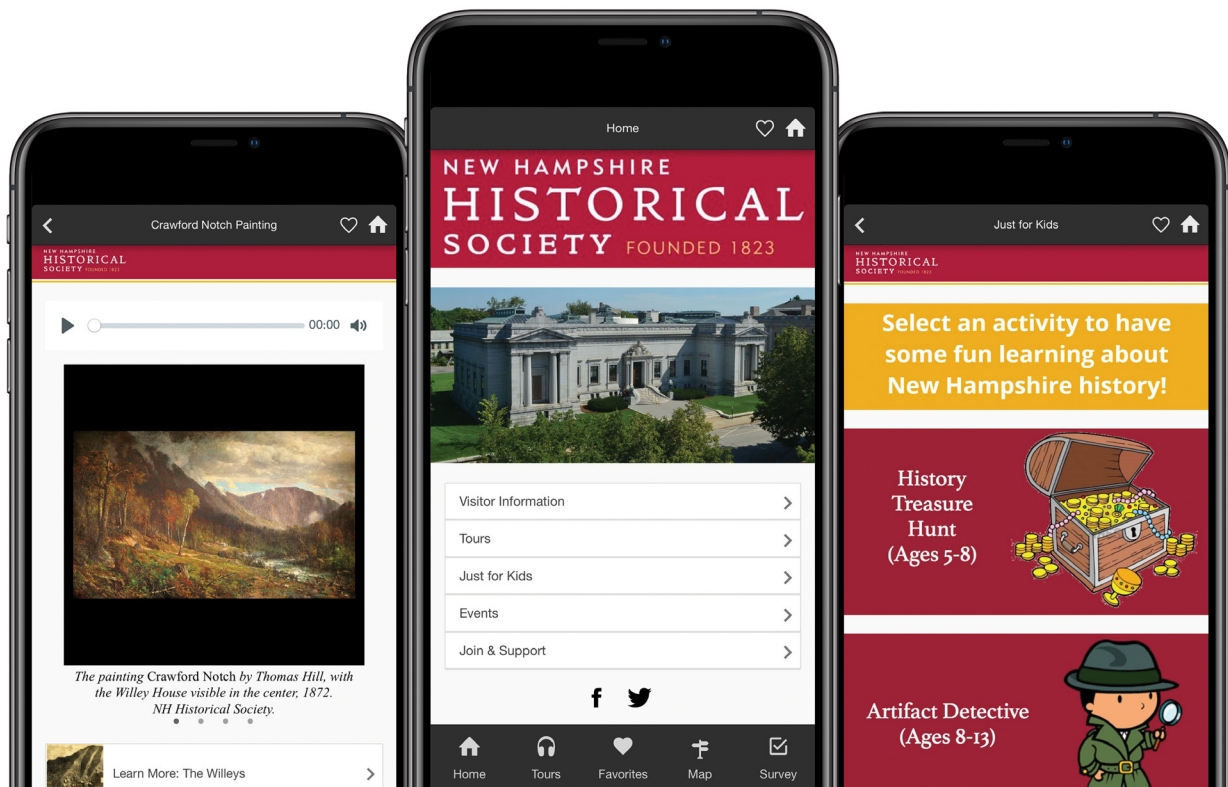 Crawford Notch Painting
NEW HAMPSHIRE
HISTORICAL
SOCIETY FOUNDED 1823
00:00
The painting Crawford Notch by Thomas Hill, with
the Willey House visible in the center, 1872.
NH Historical Society.
Learn More: The Willeys
Home
NEW HAMPSHIRE
HISTORICAL
SOCIETY FOUNDED 1823
Visitor Information
Tours
Just for Kids
Events
Join & Support
Home
Tours
Favorites
Map
Survey
Just for Kids
NEW HAMPSHIRE
HISTORICAL
SOCIETY FOUNDED 1823
Select an activity to have
some fun learning about
New Hampshire history!
History
Treasure
Hunt
(Ages 5-8)
Artifact Detective
(Ages 8-13)